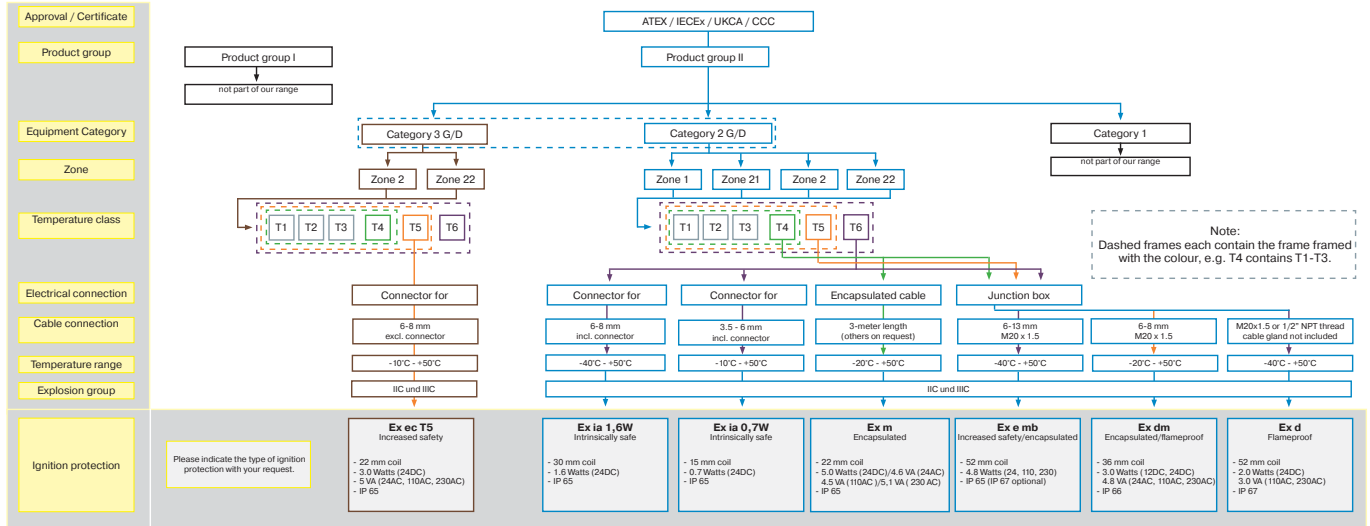 Approval / Certificate
ATEX / IECEx / UKCA / CCC
Product group
Product group I
Product group II
not part of our range
Equipment Category
Category 3 G/D
Category 2 G/D
Category 1
not part of our range
Zone
Zone 2
Zone 22
Zone 1
Zone 21
Zone 2
Zone 22
Temperature class
T1
T2
T3
T4
T5
T6
T1
T2
T3
T4
T5
T6
Note:
Dashed frames each contain the frame framed
with the colour, e.g. T4 contains T1-T3.
Electrical connection
Connector for
Connector for
Connector for
Encapsulated cable
Junction box
Cable connection
6-8 mm
excl. connector
6-8 mm
incl. connector
3.5 - 6 mm
incl. connector
3-meter length
(others on request)
6-13 mm
M20 x 1.5
6-8 mm
M20 x 1.5
M20x1.5 or 1/2" NPT thread
cable gland not included
Temperature range
-10°C - +50°C
-40°C - +50°C
-10°C - +50°C
-20°C - +50°C
-40°C - +50°C
-20°C - +50°C
-40°C - +50°C
Explosion group
IIC und IIIC
IIC und IIIC
Ignition protection
Please indicate the type of ignition
protection with your request.
Ex ec T5
Increased safety
- 22 mm coil
- 3.0 Watts (24DC)
- 5 VA (24AC, 110AC, 230AC)
- IP 65
Ex ia 1,6W
Intrinsically safe
- 30 mm coil
- 1.6 Watts (24DC)
- IP 65
Ex ia 0,7W
Intrinsically safe
- 15 mm coil
- 0.7 Watts (24DC)
- IP 65
Ex m
Encapsulated
- 22 mm coil
- 5.0 Watts (24DC)/4.6 VA (24AC)
4.5 VA (110AC )/5,1 VA ( 230 AC)
- IP 65
Ex e mb
Increased safety/encapsulated
- 52 mm coil
- 4.8 Watts (24, 110, 230)
- IP 65 (IP 67 optional)
Ex dm
Encapsulated/flameproof
- 36 mm coil
- 3.0 Watts (12DC, 24DC)
- 4.8 VA (24AC, 110AC, 230AC)
- IP 66
Ex d
Flameproof
- 52 mm coil
- 2.0 Watts (24DC)
3.0 VA (110AC, 230AC)
- IP 67